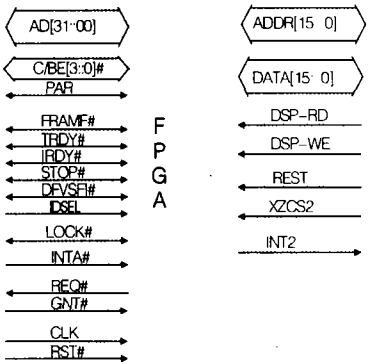 AD[31::00]
C/BE[3::0]#
PAR
FRAMF#
TRDY#
IRDY#
STOP#
DFVSFI#
IDSEL
LOCK#
INTA#
REQ#
GNT#
CLK
RST#
F
P
G
A
ADDR[15 0]
DATA[15 0]
DSP-RD
DSP-WE
REST
XZCS2
INT2